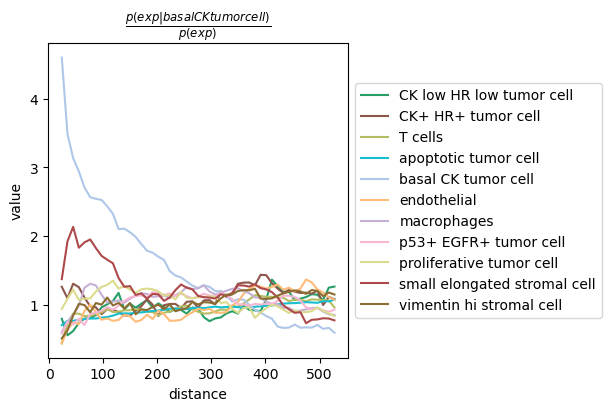 p(exp|basalCKtumorcell)
p(exp)
value
4
3
2
1
0
100
200
300
400
500
distance
CK low HR low tumor cell
CK+ HR+ tumor cell
T cells
apoptotic tumor cell
basal CK tumor cell
endothelial
macrophages
p53+ EGFR+ tumor cell
proliferative tumor cell
small elongated stromal cell
vimentin hi stromal cell